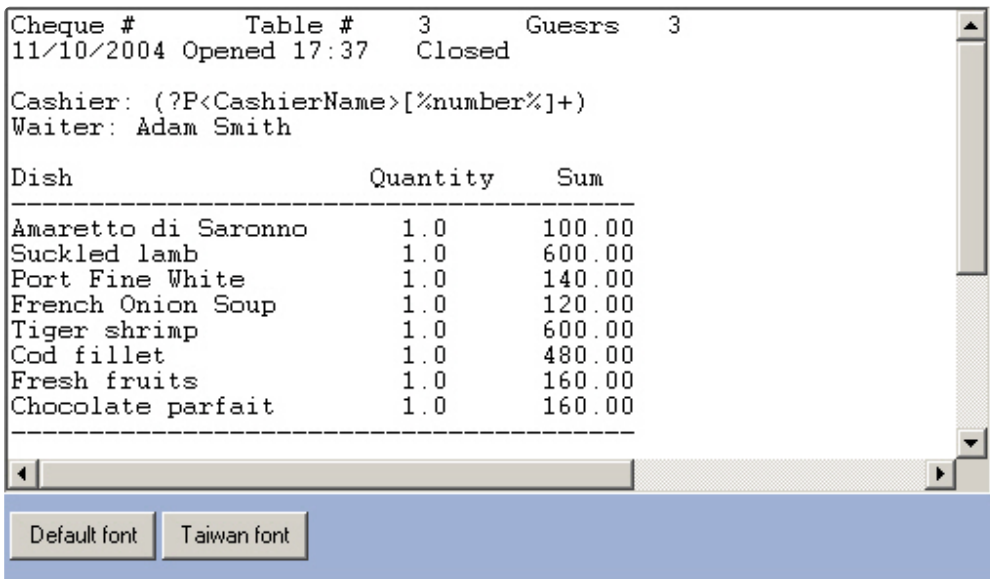 Cheque # Table # 3 Guesrs 3
11/10/2004 Opened 17:37 Closed
Cashier: (?P<CashierName>[%number%]+)
Waiter: Adam Smith
Dish Quantity Sum
------------------------------------------------
Amaretto di Saronno 1.0 100.00
Suckled lamb 1.0 600.00
Port Fine White 1.0 140.00
French Onion Soup 1.0 120.00
Tiger shrimp 1.0 600.00
Cod fillet 1.0 480.00
Fresh fruits 1.0 160.00
Chocolate parfait 1.0 160.00
------------------------------------------------
Default font Taiwan font